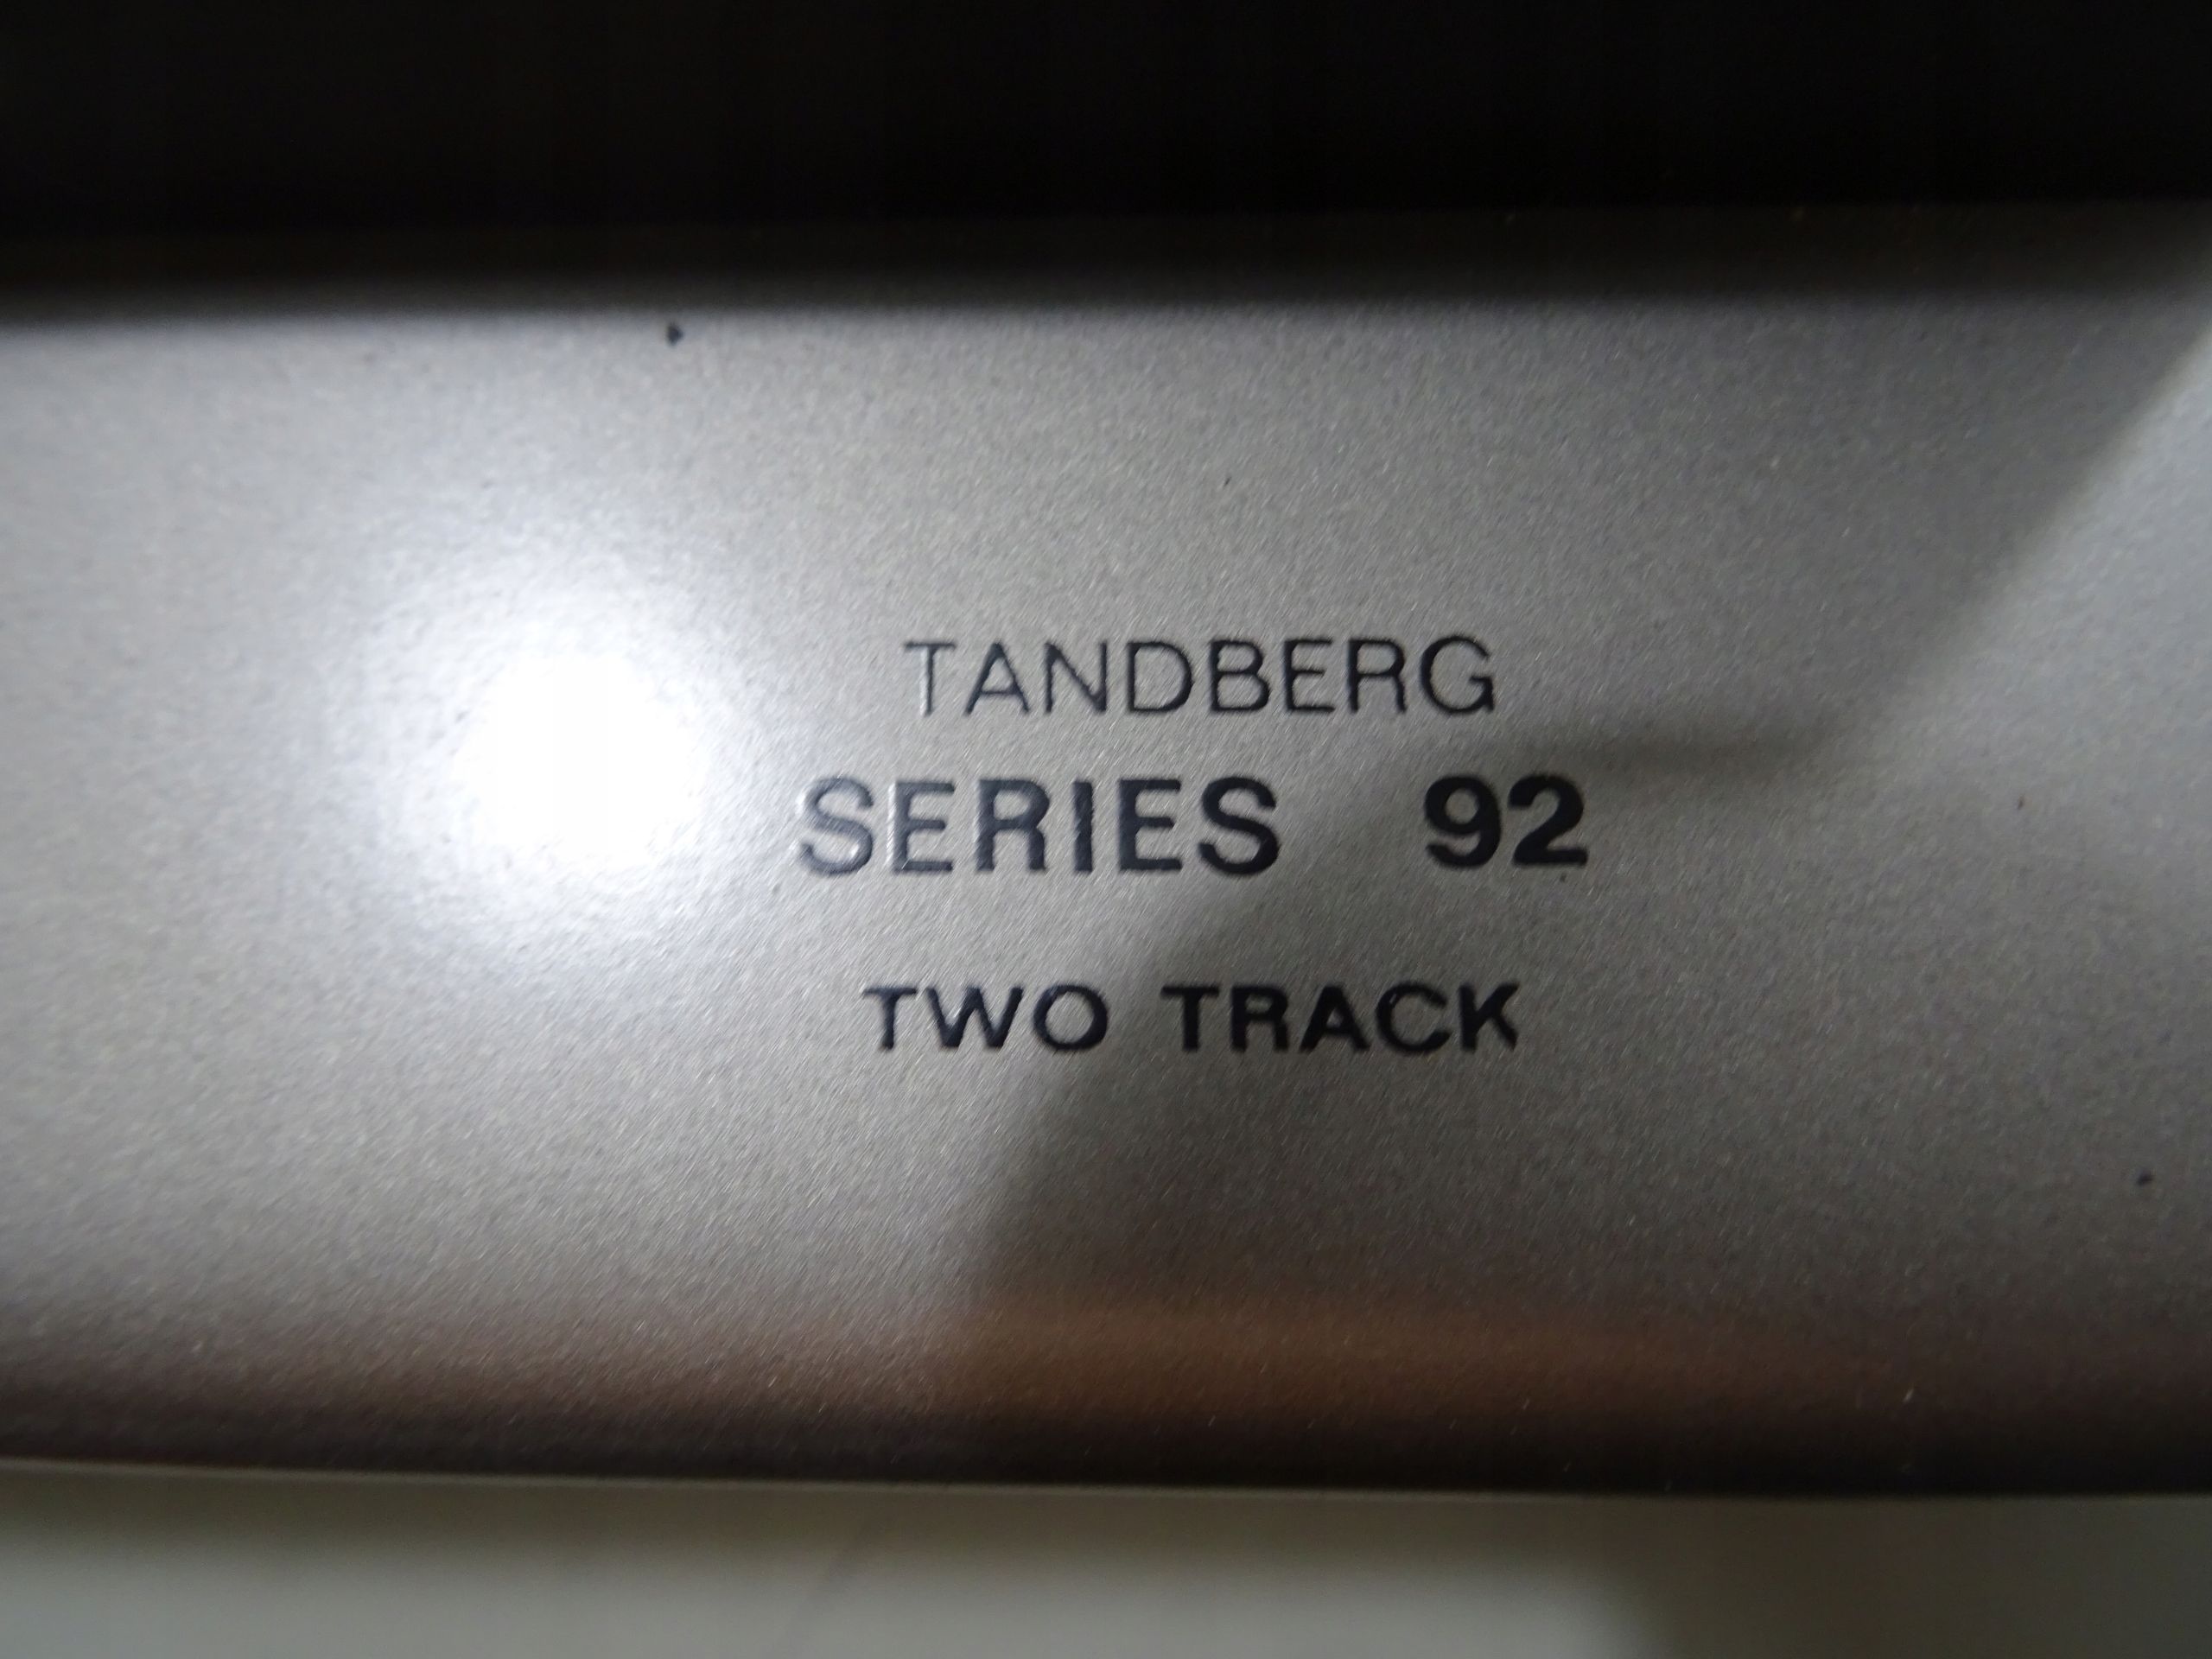 TANDBERG
SERIES 92
TWO TRACK